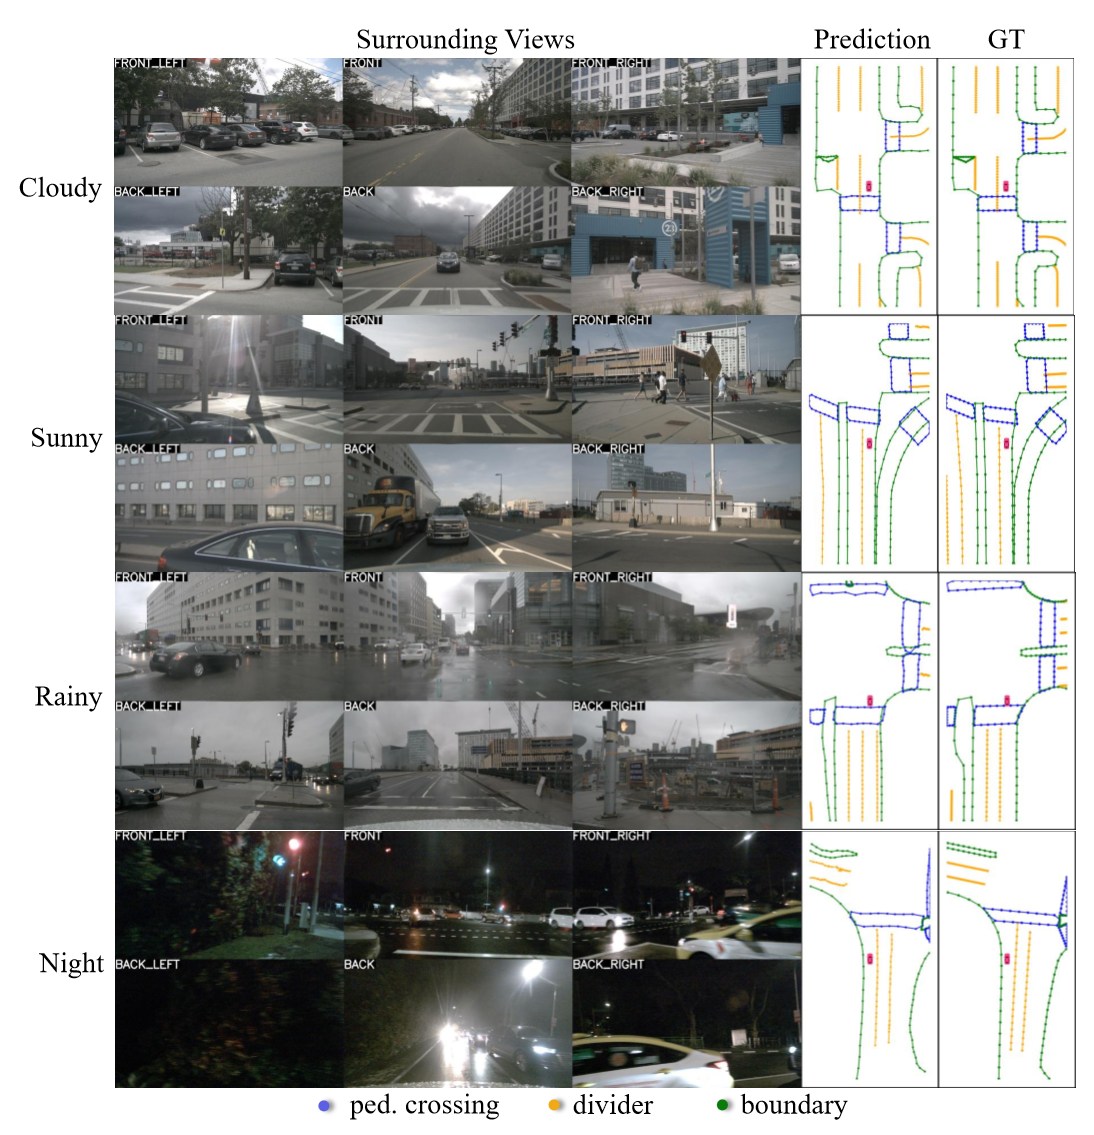 Surrounding Views Prediction GT
FRONT_LEFT FRONT FRONT_RIGHT
Cloudy
BACK_LEFT BACK BACK_RIGHT
FRONT_LEFT FRONT FRONT_RIGHT
Sunny
BACK_LEFT BACK BACK_RIGHT
FRONT_LEFT FRONT FRONT_RIGHT
Rainy
BACK_LEFT BACK BACK_RIGHT
FRONT_LEFT FRONT FRONT_RIGHT
Night
BACK_LEFT BACK BACK_RIGHT
ped. crossing divider boundary